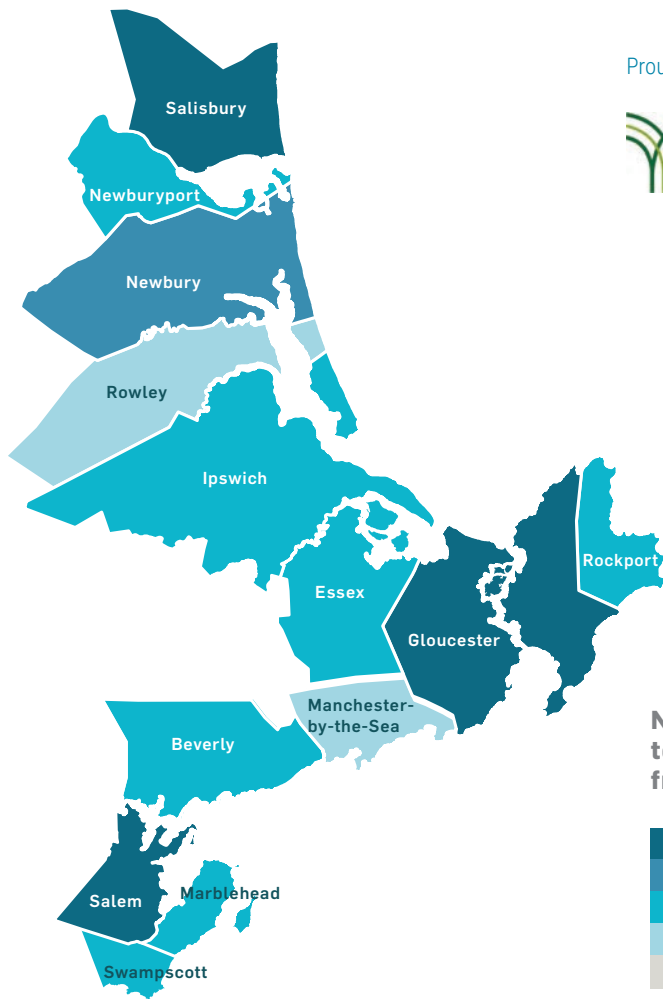 Salisbury
Newburyport
Newbury
Rowley
Ipswich
Rockport
Essex
Gloucester
Manchester-
by-the-Sea
Beverly
Marblehead
Salem
Swampscott